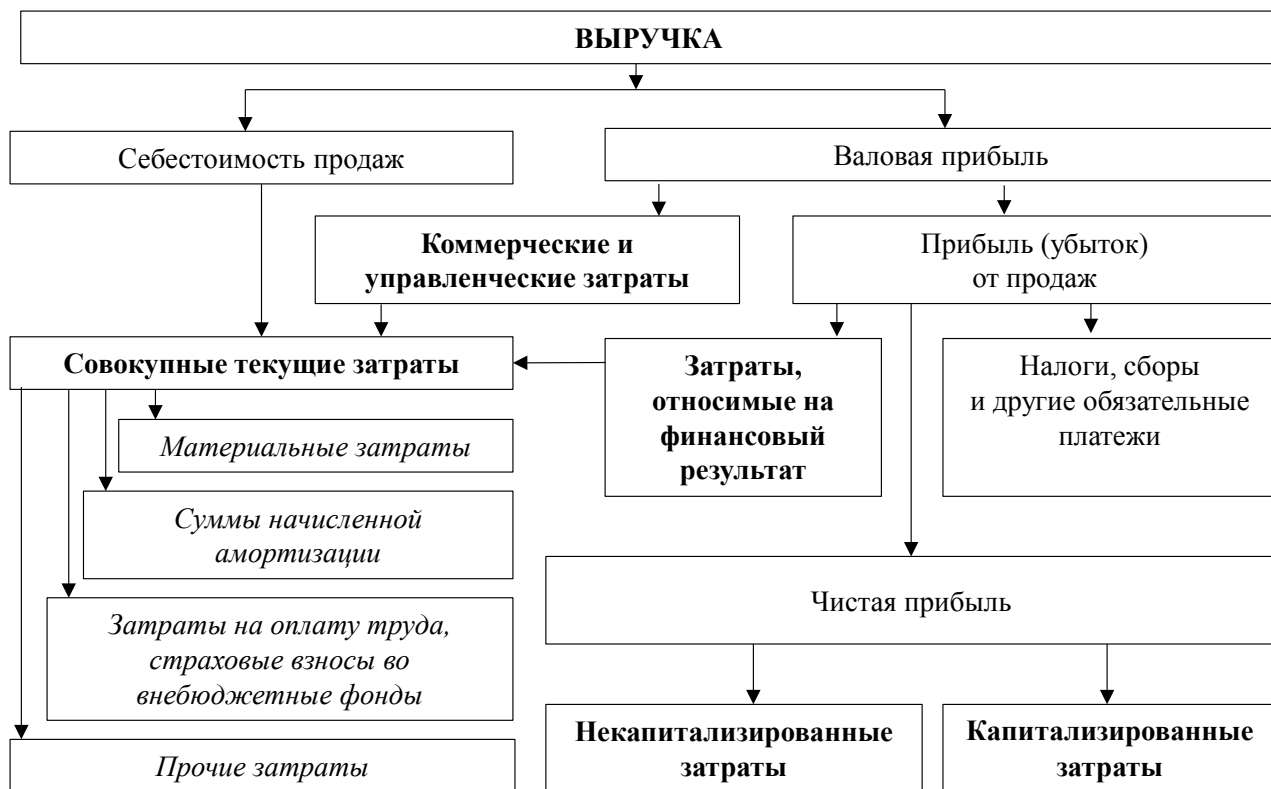 ВЫРУЧКА
Себестоимость продаж
Валовая прибыль
Коммерческие и
управленческие затраты
Прибыль (убыток)
от продаж
Совокупные текущие затраты
Затраты,
относимые на
финансовый
результат
Налоги, сборы
и другие обязательные
платежи
Материальные затраты
Суммы начисленной
амортизации
Чистая прибыль
Затраты на оплату труда,
страховые взносы во
внебюджетные фонды
Прочие затраты
Некапитализированные
затраты
Капитализированные
затраты